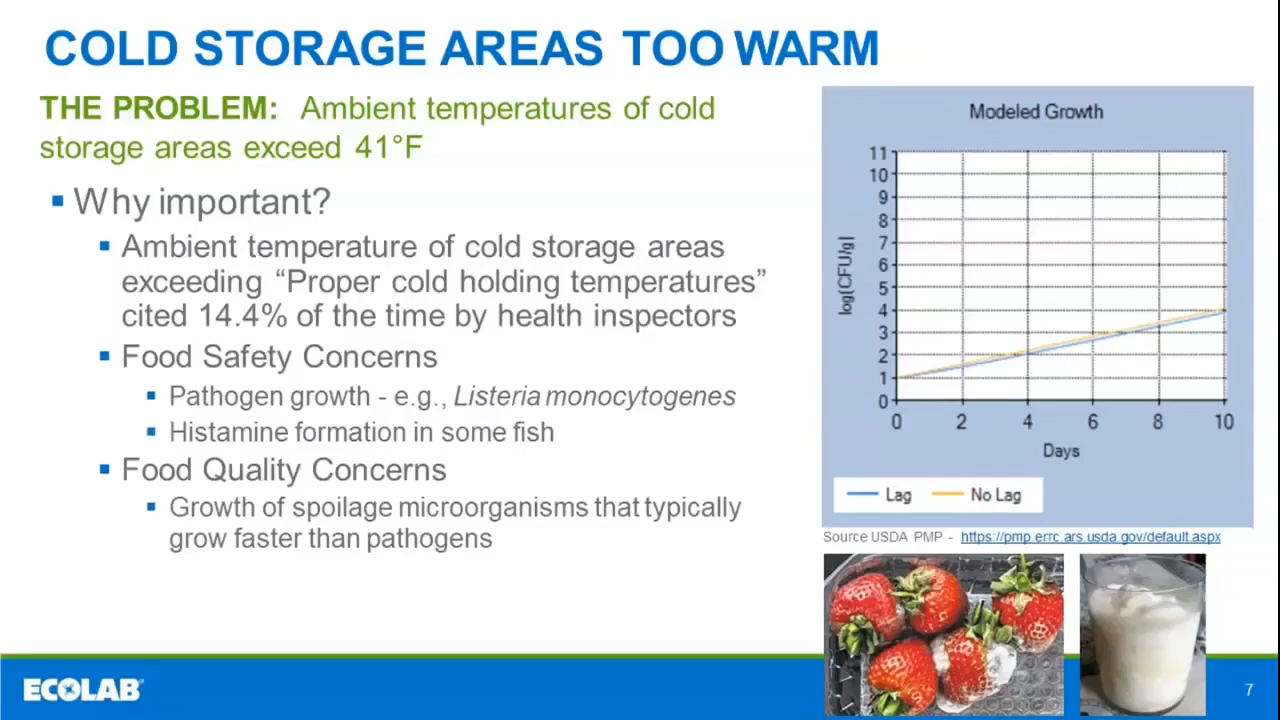 COLD STORAGE AREAS TOO WARM
THE PROBLEM: Ambient temperatures of cold
storage areas exceed 41°F
Why important?
Ambient temperature of cold storage areas
exceeding “Proper cold holding temperatures”
cited 14.4% of the time by health inspectors
Food Safety Concerns
Pathogen growth - e.g., Listeria monocytogenes
Histamine formation in some fish
Food Quality Concerns
Growth of spoilage microorganisms that typically
grow faster than pathogens
Modeled Growth
log(CFU/g)
11
10
9
8
7
6
5
4
3
2
1
0
0 2 4 6 8 10
Days
Lag No Lag
Source USDA PMP - https://pmp.errc.ars.usda.gov/default.aspx
ECOLAB®
7